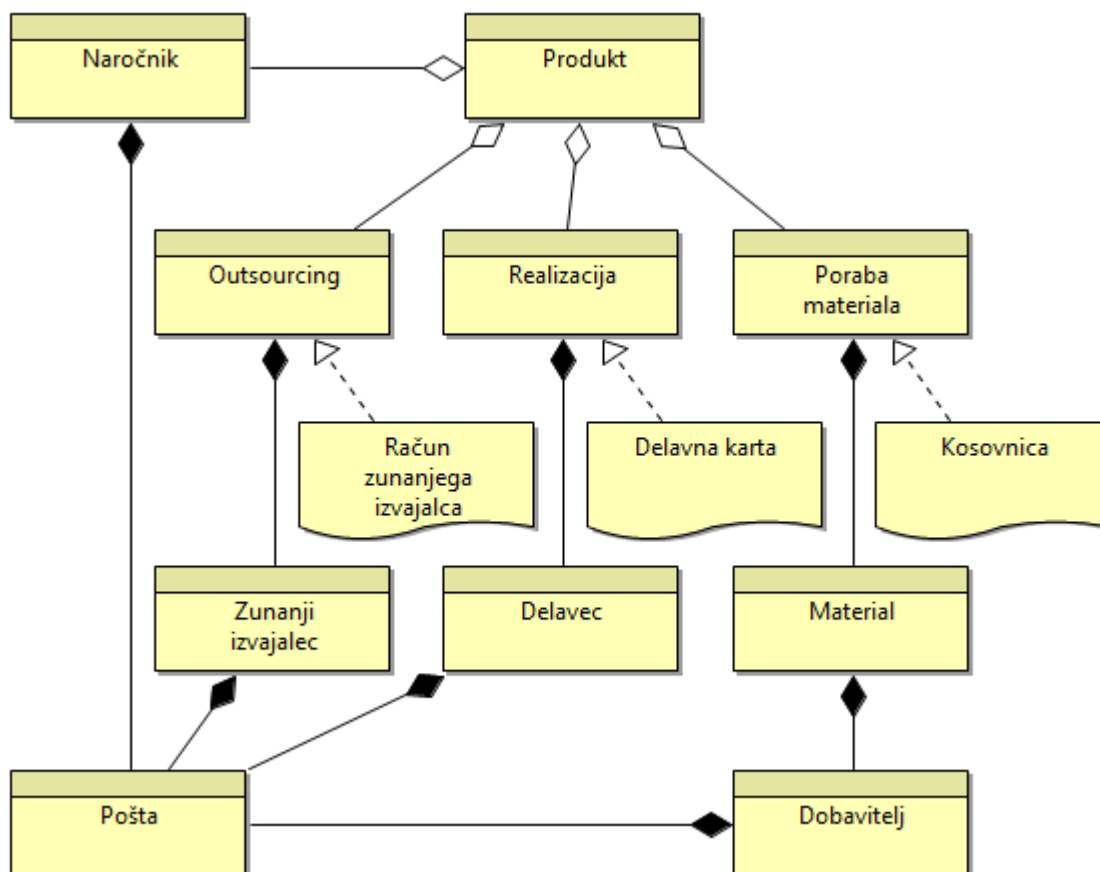 Naročnik
Produkt
Outsourcing
Realizacija
Poraba
materiala
Račun
zunanjega
izvajalca
Delavna karta
Kosovnica
Zunanji
izvajalec
Delavec
Material
Pošta
Dobavitelj